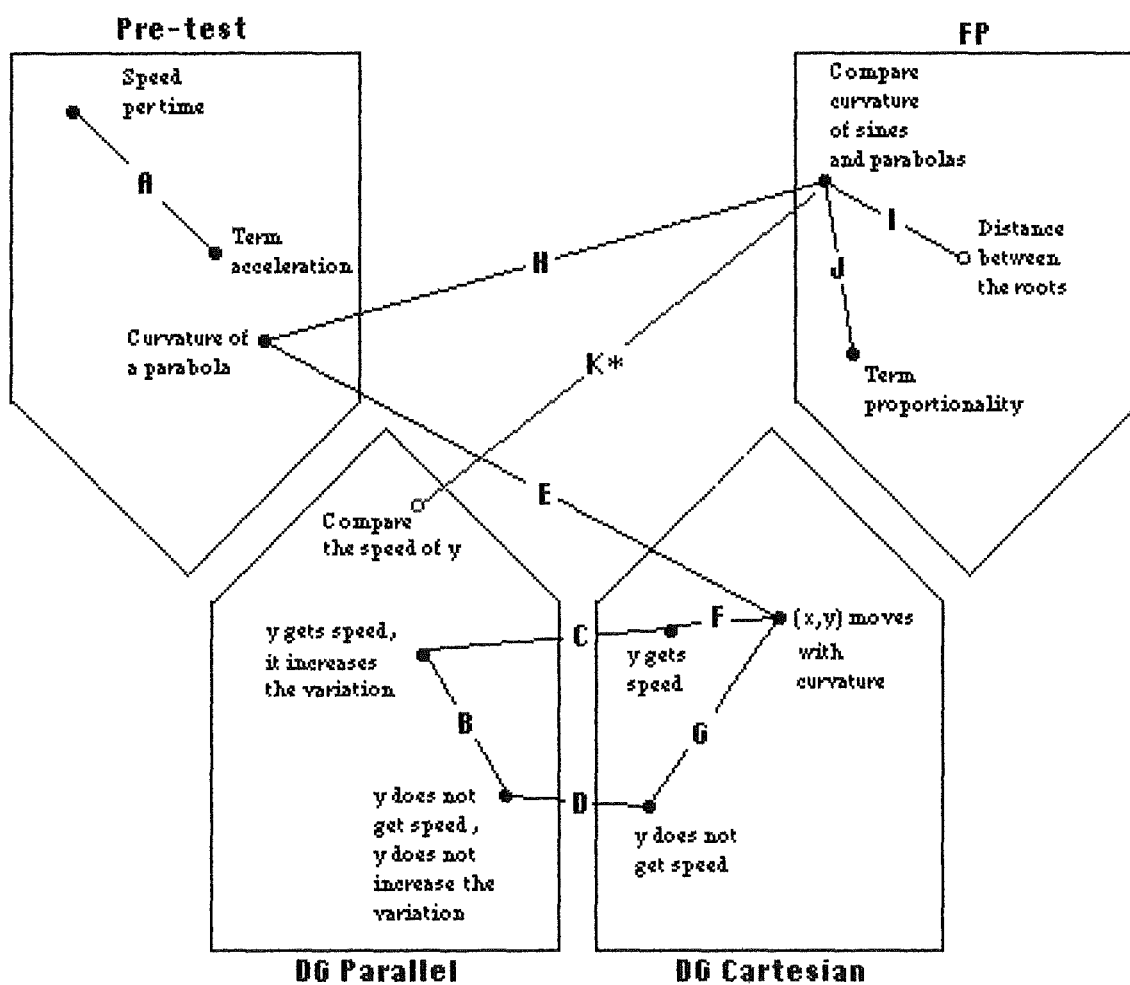 Pre-test
FP
Speed
per time
A
Term
acceleration
Curvature of
a parabola
Compare
curvature
of sines
and parabolas
I
Distance
between
the roots
J
Term
proportionality
H
K*
E
Compare
the speed of y
y gets speed,
it increases
the variation
C
F
y gets
speed
(x,y) moves
with
curvature
B
G
y does not
get speed,
y does not
increase the
variation
D
y does not
get speed
DG Parallel
DG Cartesian